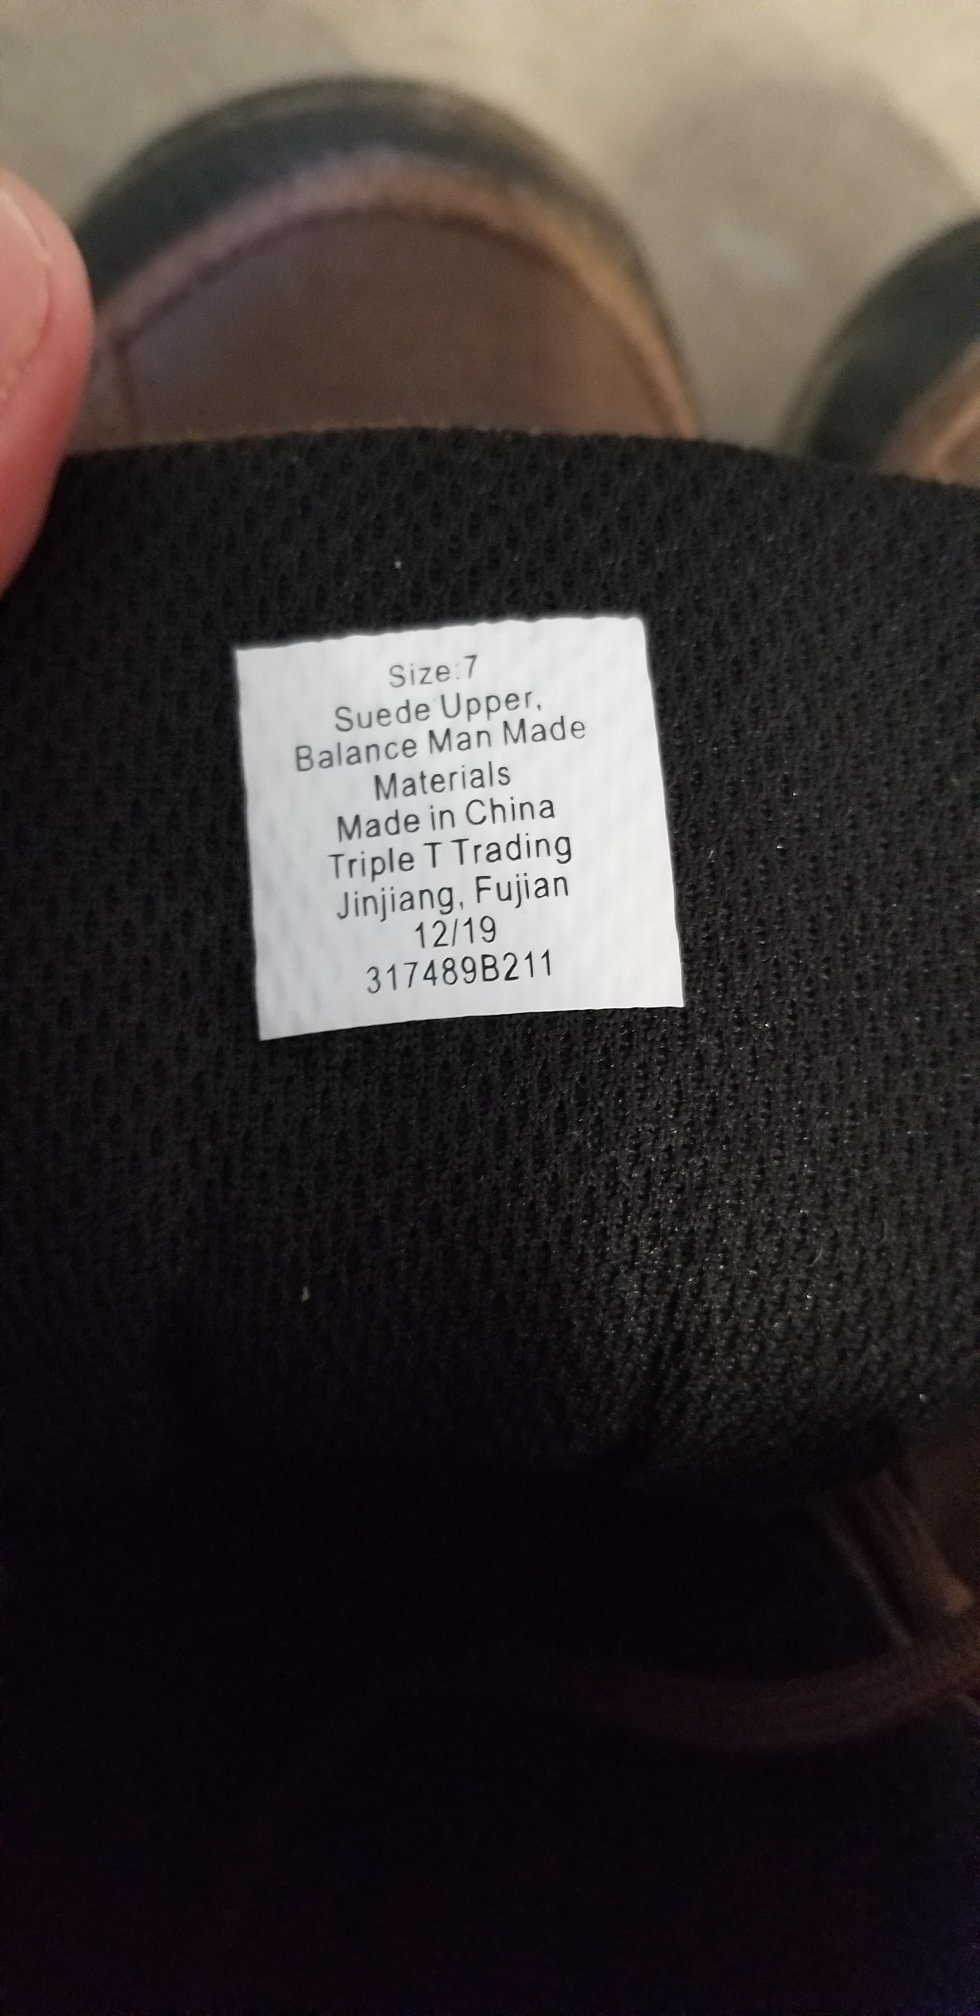 Size:7
Suede Upper,
Balance Man Made
Materials
Made in China
Triple T Trading
Jinjiang, Fujian
12/19
317489B211